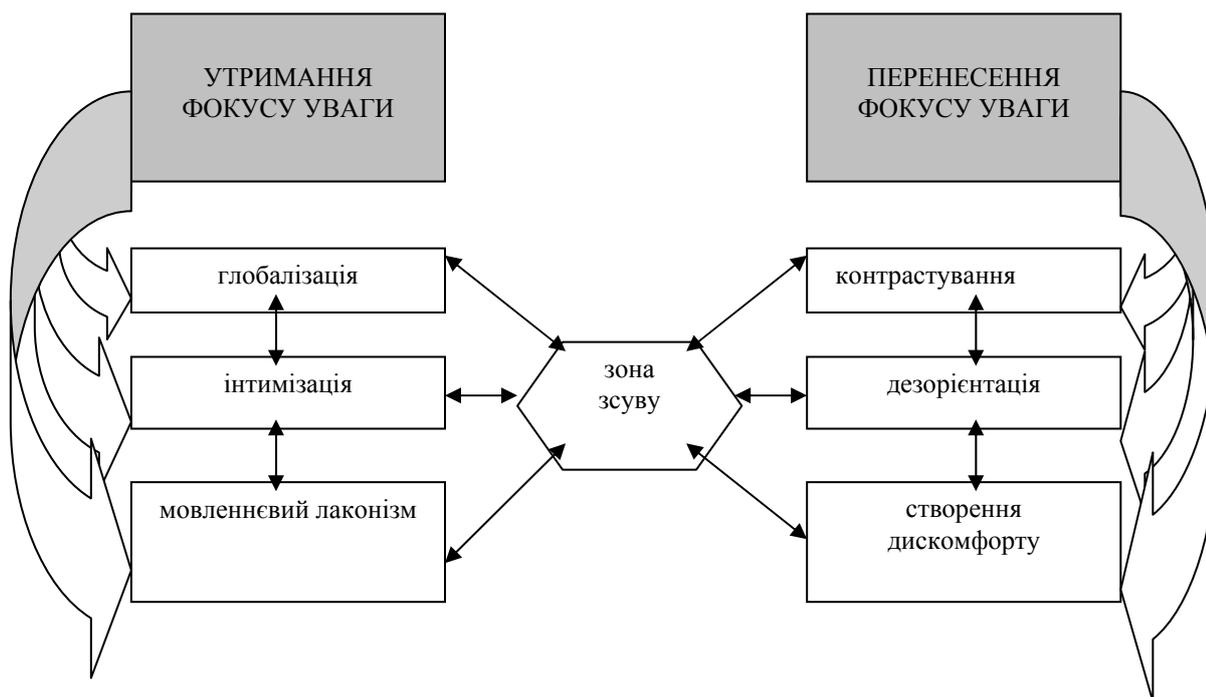 УТРИМАННЯ
ФОКУСУ УВАГИ
ПЕРЕНЕСЕННЯ
ФОКУСУ УВАГИ
глобалізація
контрастування
інтимізація
зона
зсуву
дезорієнтація
мовленнєвий лаконізм
створення
дискомфорту